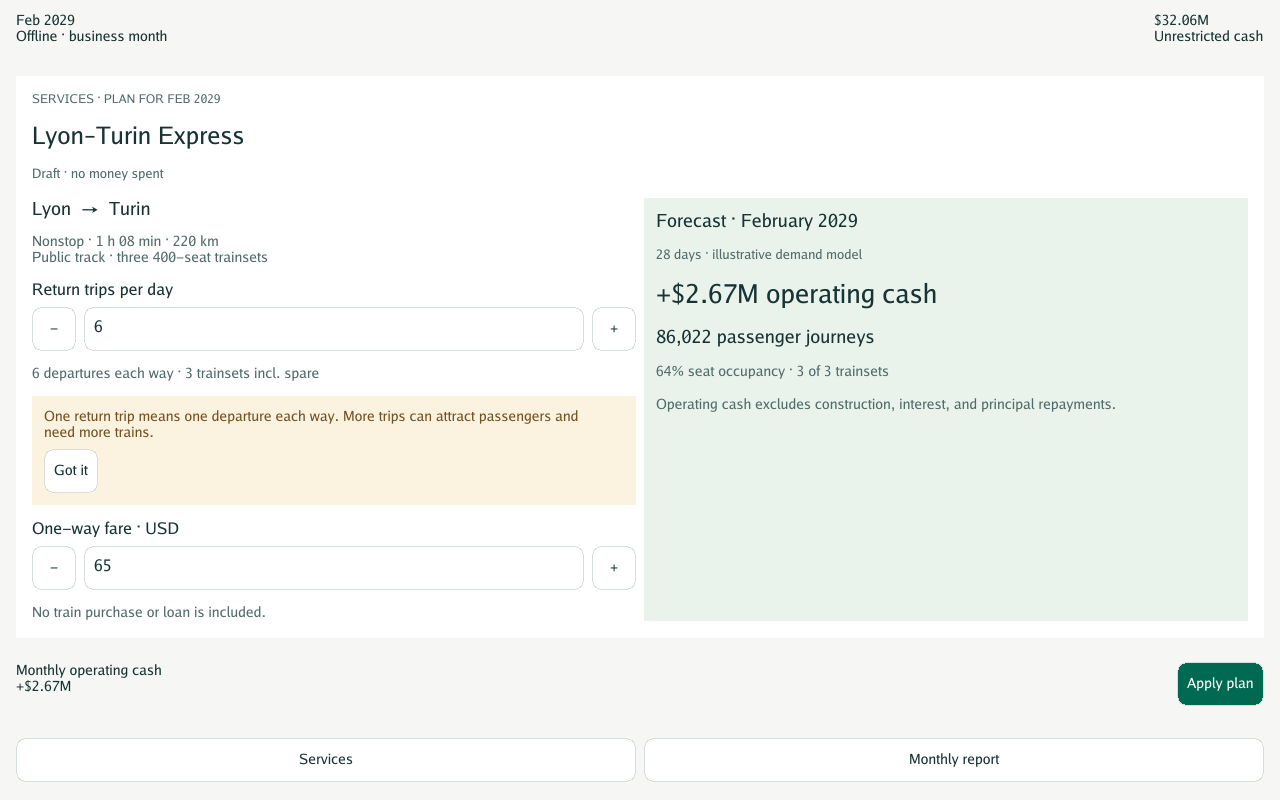 Feb 2029
Offline · business month
$32.06M
Unrestricted cash
SERVICES · PLAN FOR FEB 2029
Lyon–Turin Express
Draft · no money spent
Lyon → Turin
Nonstop · 1 h 08 min · 220 km
Public track · three 400-seat trainsets
Return trips per day
−
6
+
6 departures each way · 3 trainsets incl. spare
One return trip means one departure each way. More trips can attract passengers and
need more trains.
Got it
One-way fare · USD
−
65
+
No train purchase or loan is included.
Forecast · February 2029
28 days · illustrative demand model
+$2.67M operating cash
86,022 passenger journeys
64% seat occupancy · 3 of 3 trainsets
Operating cash excludes construction, interest, and principal repayments.
Monthly operating cash
+$2.67M
Apply plan
Services
Monthly report